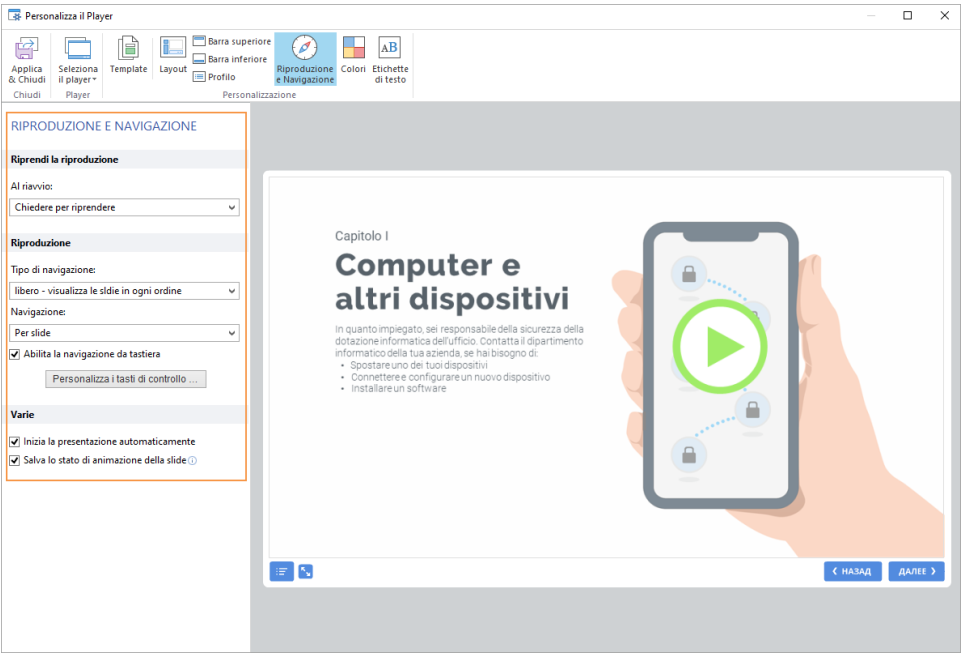 Personalizza il Player
Applica
& Chiudi
Chiudi
Seleziona
il player
Player
Template
Layout
Barra superiore
Barra inferiore
Profilo
Riproduzione
e Navigazione
Colori
AB
Etichette
di testo
Personalizzazione
RIPRODUZIONE E NAVIGAZIONE
Riprendi la riproduzione
Al riavvio:
Chiedere per riprendere
Riproduzione
Tipo di navigazione:
libero - visualizza le sldie in ogni ordine
Navigazione:
Per slide
Abilita la navigazione da tastiera
Personalizza i tasti di controllo ...
Varie
Inizia la presentazione automaticamente
Salva lo stato di animazione della slide
Capitolo I
Computer e
altri dispositivi
In quanto impiegato, sei responsabile della sicurezza della
dotazione informatica dell'ufficio. Contatta il dipartimento
informatico della tua azienda, se hai bisogno di:
• Spostare uno dei tuoi dispositivi
• Connettere e configurare un nuovo dispositivo
• Installare un software
НАЗАД
ДАЛЕЕ